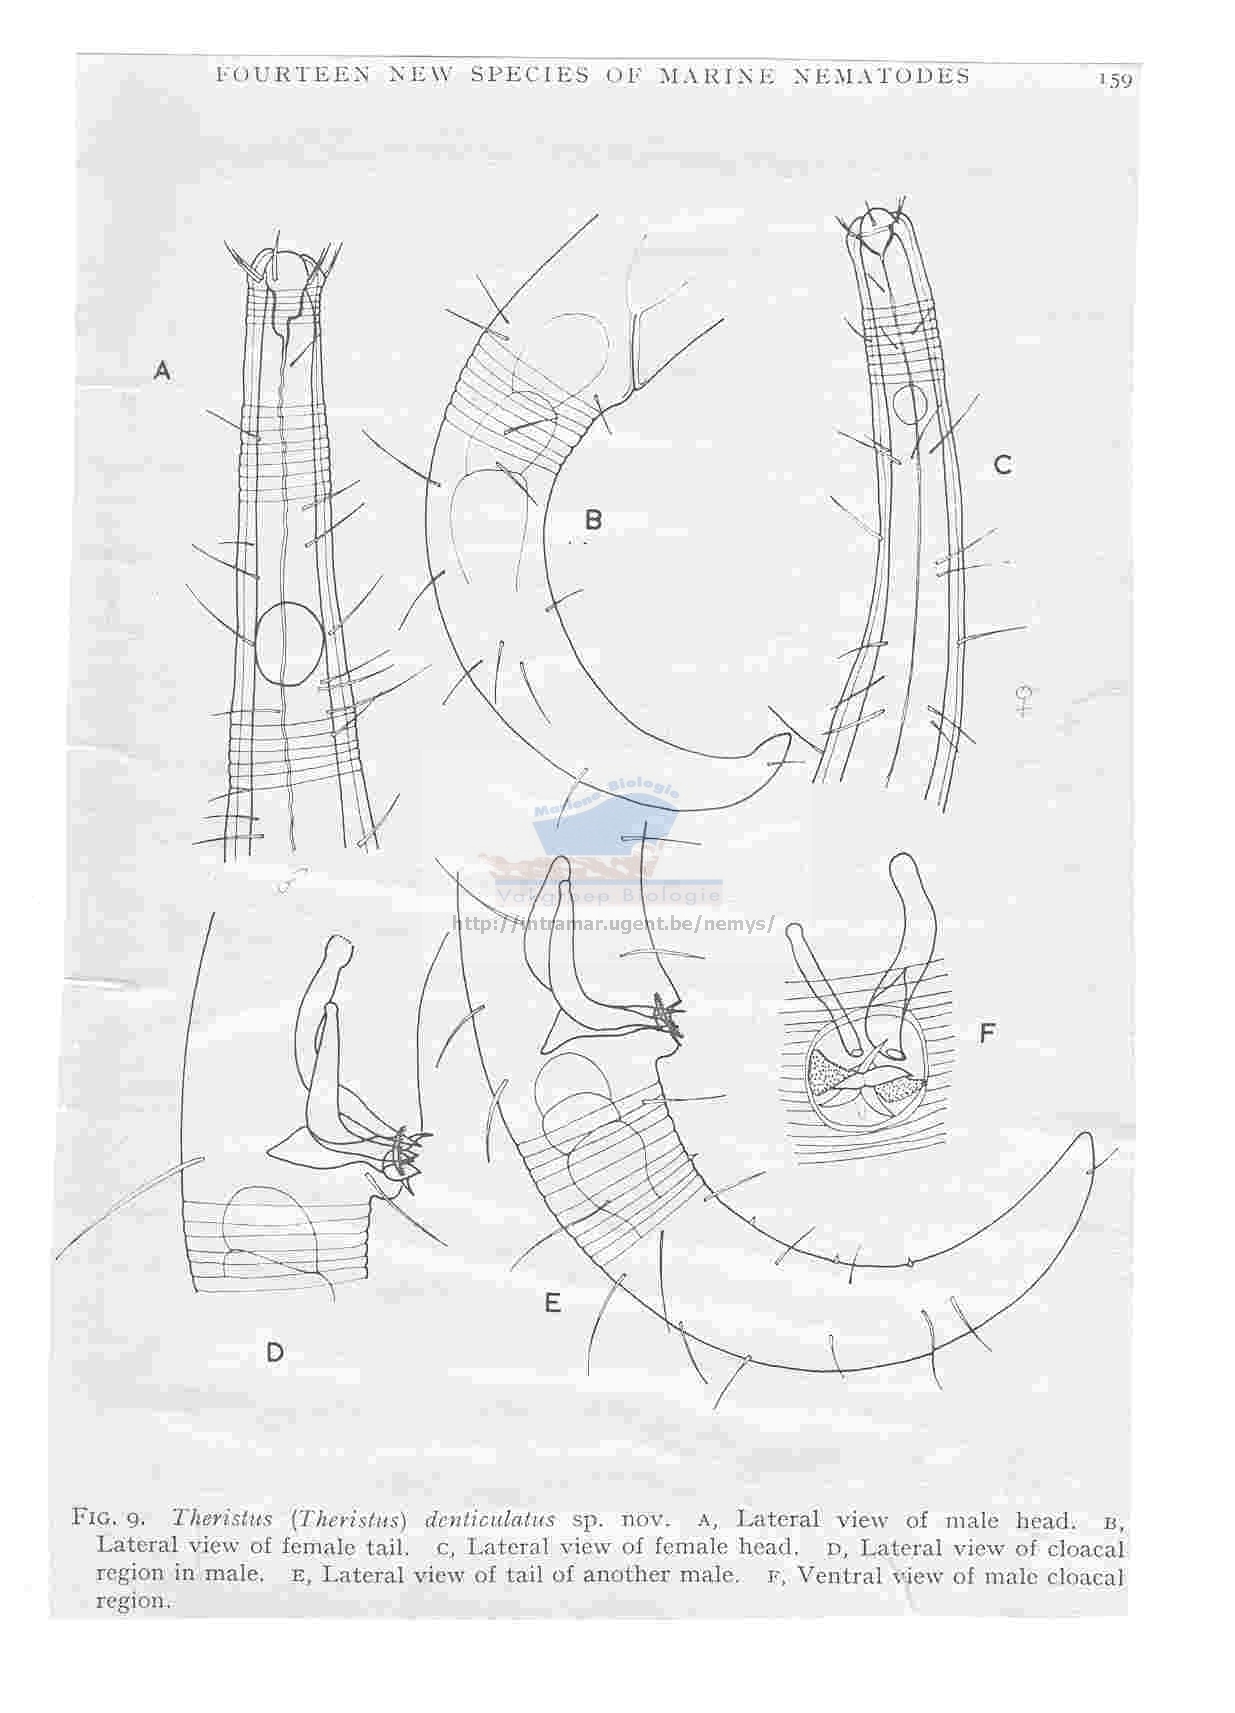 FOURTEEN NEW SPECIES OF MARINE NEMATODES 159
A
B
C
Mariene Biologie
Vakgroep Biologie
http://intramar.ugent.be/nemys/
F
E
D
FIG. 9. Theristus (Theristus) denticulatus sp. nov. A, Lateral view of male head. B,
Lateral view of female tail. C, Lateral view of female head. D, Lateral view of cloacal
region in male. E, Lateral view of tail of another male. F, Ventral view of male cloacal
region.